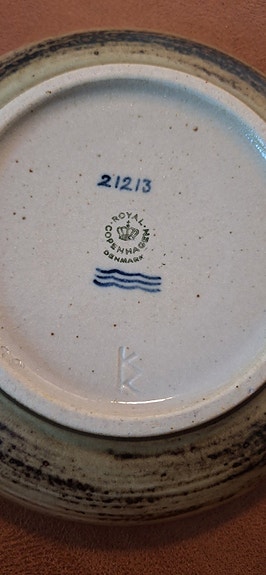 21213
ROYAL
COPENHAGEN
DENMARK